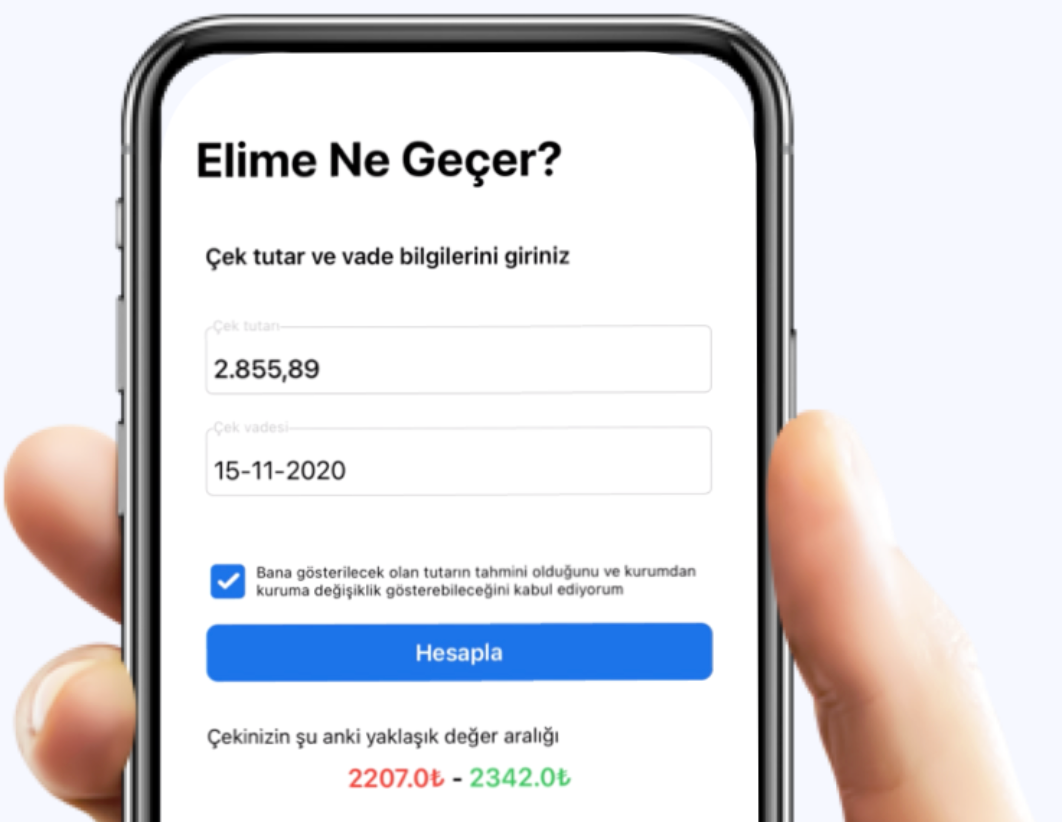 Elime Ne Geçer?
Çek tutar ve vade bilgilerini giriniz
Çek tutarı
2.855,89
Çek vadesi
15-11-2020
Bana gösterilecek olan tutarın tahmini olduğunu ve kurumdan
kuruma değişiklik gösterebileceğini kabul ediyorum
Hesapla
Çekinizin şu anki yaklaşık değer aralığı
2207.0₺ - 2342.0₺